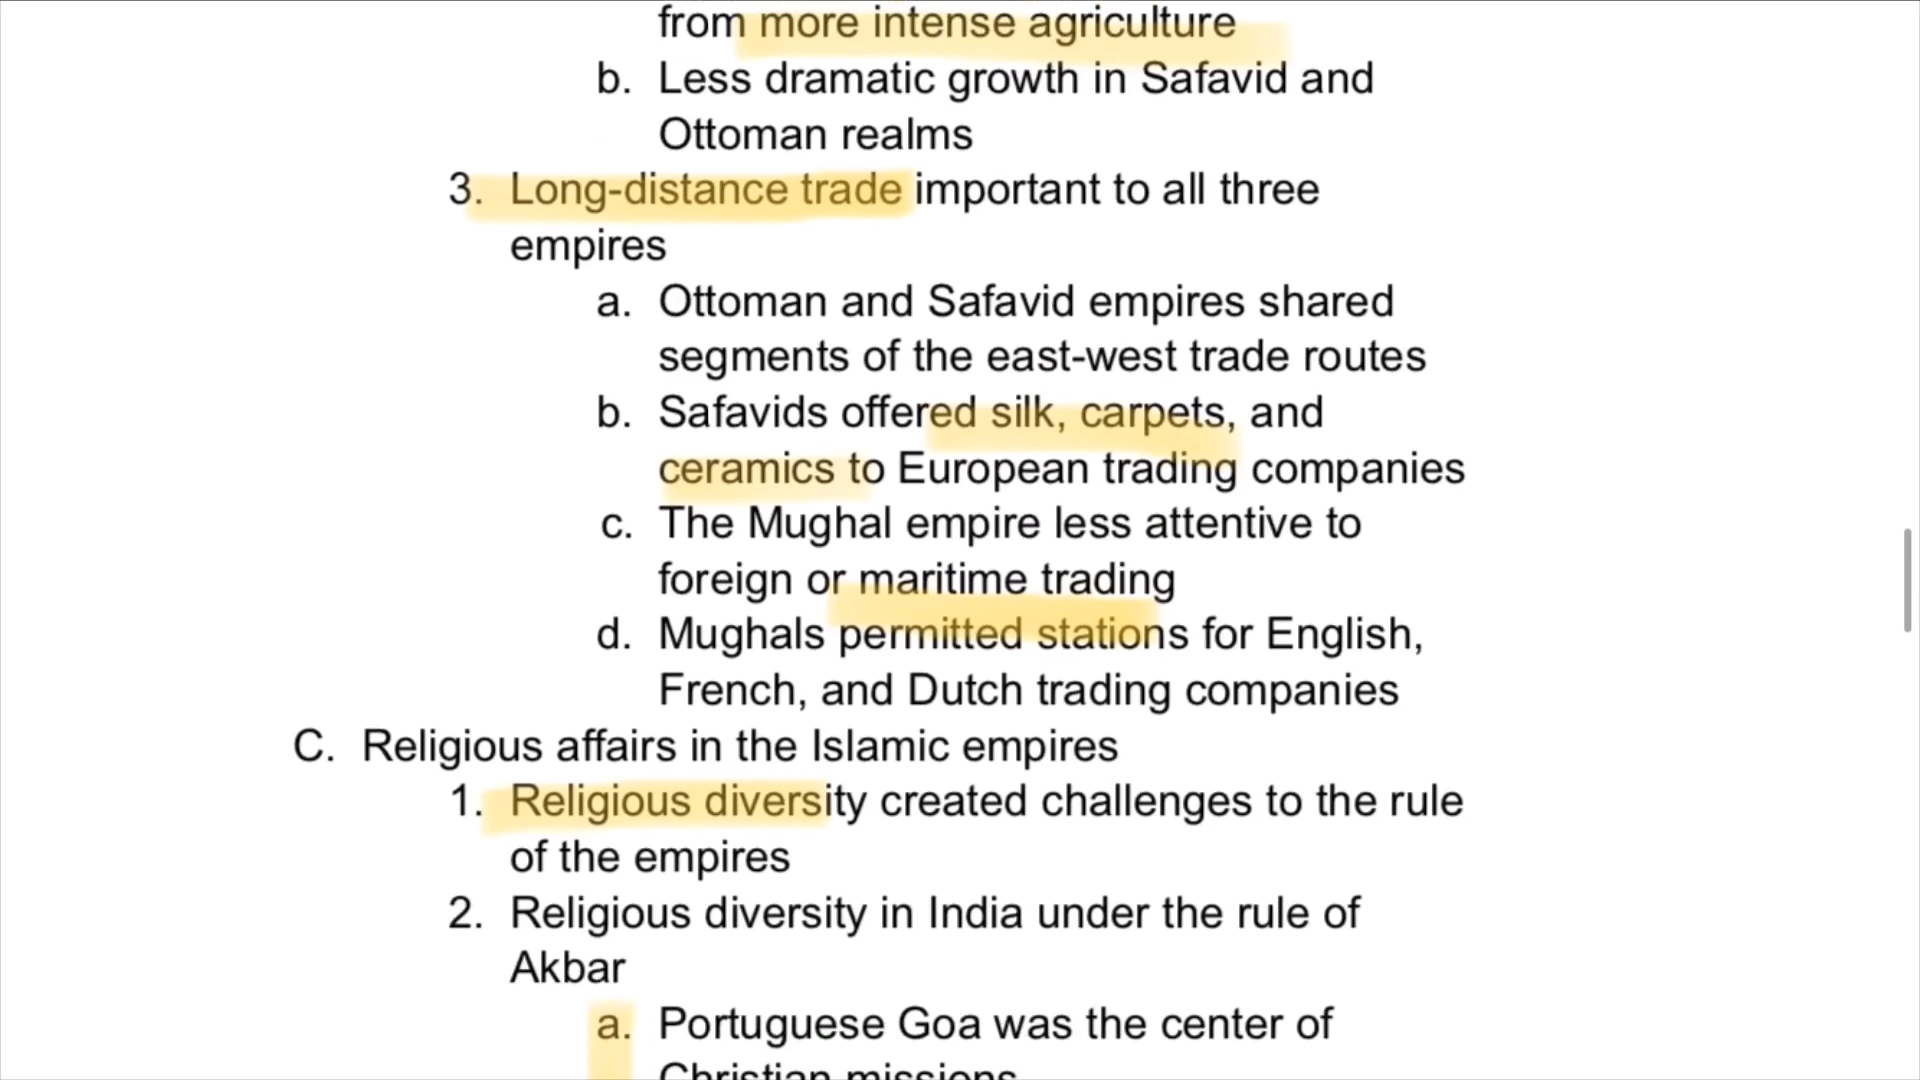 from more intense agriculture
b. Less dramatic growth in Safavid and
Ottoman realms
3. Long-distance trade important to all three
empires
a. Ottoman and Safavid empires shared
segments of the east-west trade routes
b. Safavids offered silk, carpets, and
ceramics to European trading companies
c. The Mughal empire less attentive to
foreign or maritime trading
d. Mughals permitted stations for English,
French, and Dutch trading companies
C. Religious affairs in the Islamic empires
1. Religious diversity created challenges to the rule
of the empires
2. Religious diversity in India under the rule of
Akbar
a. Portuguese Goa was the center of
Christian missions